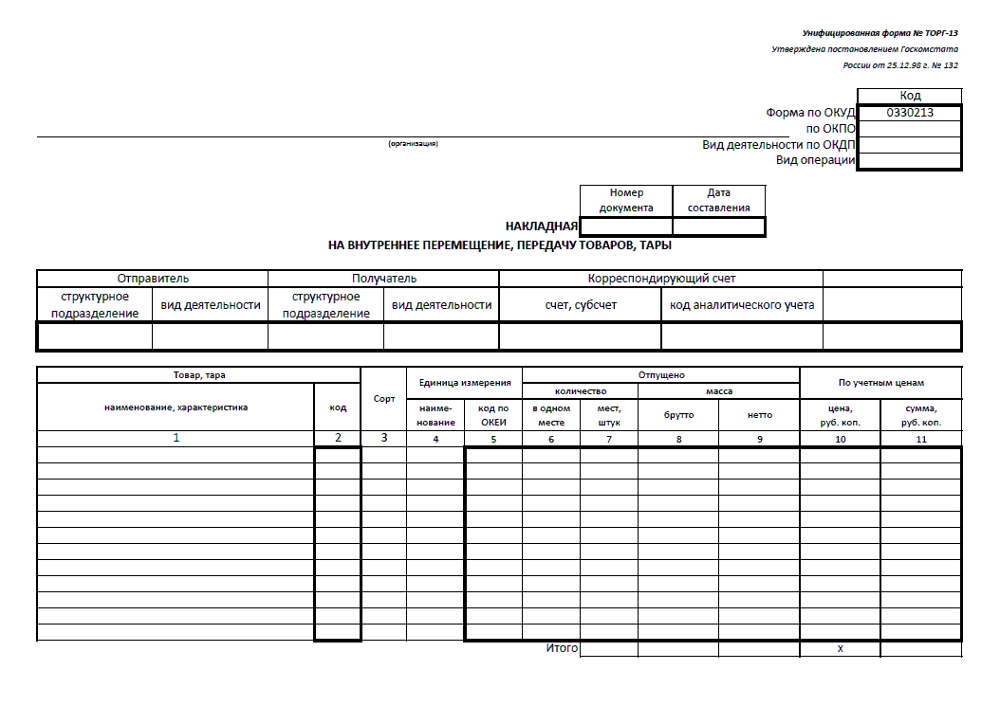 Унифицированная форма № ТОРГ-13
Утверждена постановлением Госкомстата
России от 25.12.98 г. № 132
Код
Форма по ОКУД 0330213
по ОКПО
(организация)
Вид деятельности по ОКДП
Вид операции
Номер документа Дата составления
НАКЛАДНАЯ
НА ВНУТРЕННЕЕ ПЕРЕМЕЩЕНИЕ, ПЕРЕДАЧУ ТОВАРОВ, ТАРЫ
Отправитель Получатель Корреспондирующий счет
структурное подразделение вид деятельности структурное подразделение вид деятельности счет, субсчет код аналитического учета
Товар, тара Сорт Единица измерения Отпущено По учетным ценам
количество масса
наименование, характеристика код наиме-нование код по ОКЕИ в одном месте мест, штук брутто нетто цена, руб. коп. сумма, руб. коп.
1 2 3 4 5 6 7 8 9 10 11
Итого х